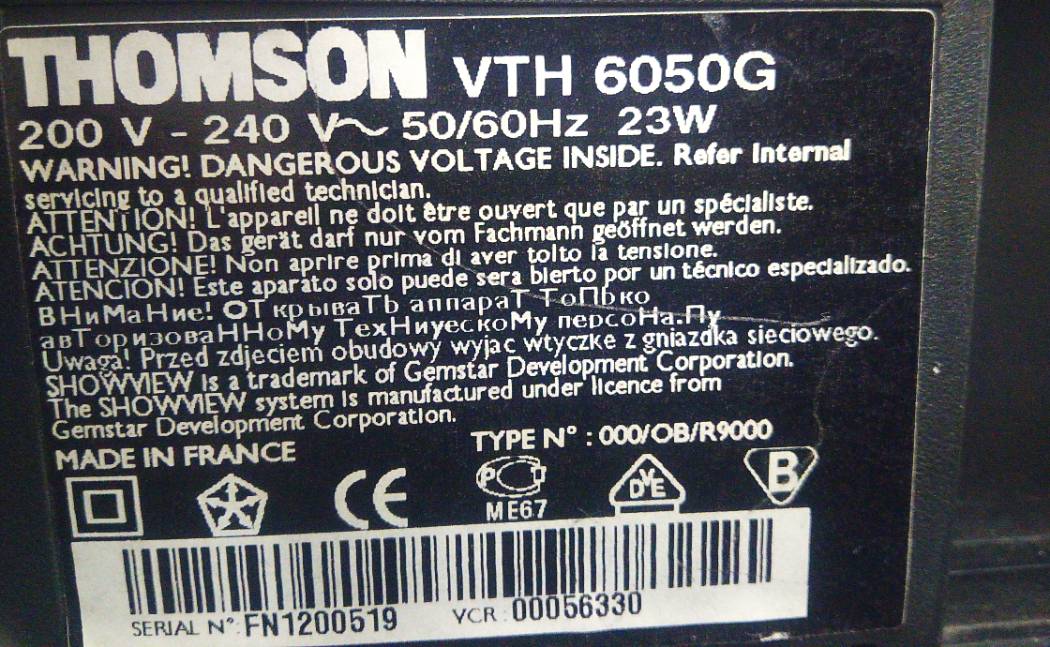 THOMSON VTH 6050G
200 V - 240 V~ 50/60Hz 23W
WARNING! DANGEROUS VOLTAGE INSIDE. Refer Internal
servicing to a qualified technician.
ATTENTION! L'appareil ne doit être ouvert que par un spécialiste.
ACHTUNG! Das gerät darf nur vom Fachmann geöffnet werden.
ATTENZIONE! Non aprire prima di aver tolto la tensione.
ATENCION! Este aparato solo puede sera bierto por un técnico especializado.
ВНиМаНие! ОТ крываТЬ аппараТ ТоПЬко
авТоризоваННоМу ТехНиуескоМу персоНа.Пу
Uwaga! Przed zdjeciem obudowy wyjac wtyczke z gniazdka sieciowego.
SHOWVIEW is a trademark of Gemstar Development Corporation.
The SHOWVIEW system is manufactured under licence from
Gemstar Development Corporation.
TYPE N° : 000/OB/R9000
MADE IN FRANCE
CE
PC
ME67
DVE
B
SERIAL N°: FN1200519 VCR : 00056330